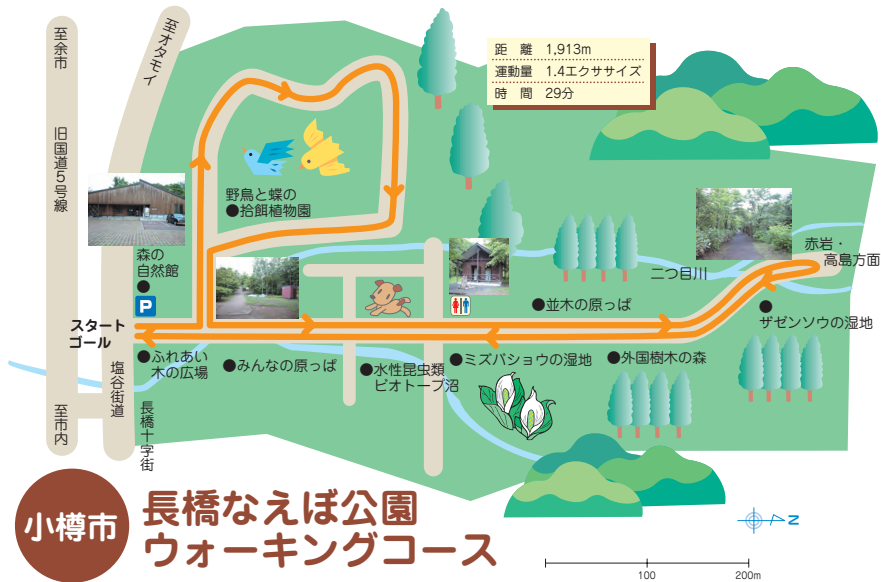 至余市
至オタモイ
旧国道5号線
距　離　1,913m
運動量　1.4エクササイズ
時　間　29分
野鳥と蝶の
●拾餌植物園
森の
自然館
●
P
スタート
ゴール
二つ目川
赤岩・
高島方面
●並木の原っぱ
●ザゼンソウの湿地
●ふれあい
木の広場
●みんなの原っぱ
●水性昆虫類
ビオトープ沼
●ミズバショウの湿地
●外国樹木の森
塩谷街道
至市内
長橋十字街
小樽市
長橋なえぼ公園
ウォーキングコース
N
100
200m